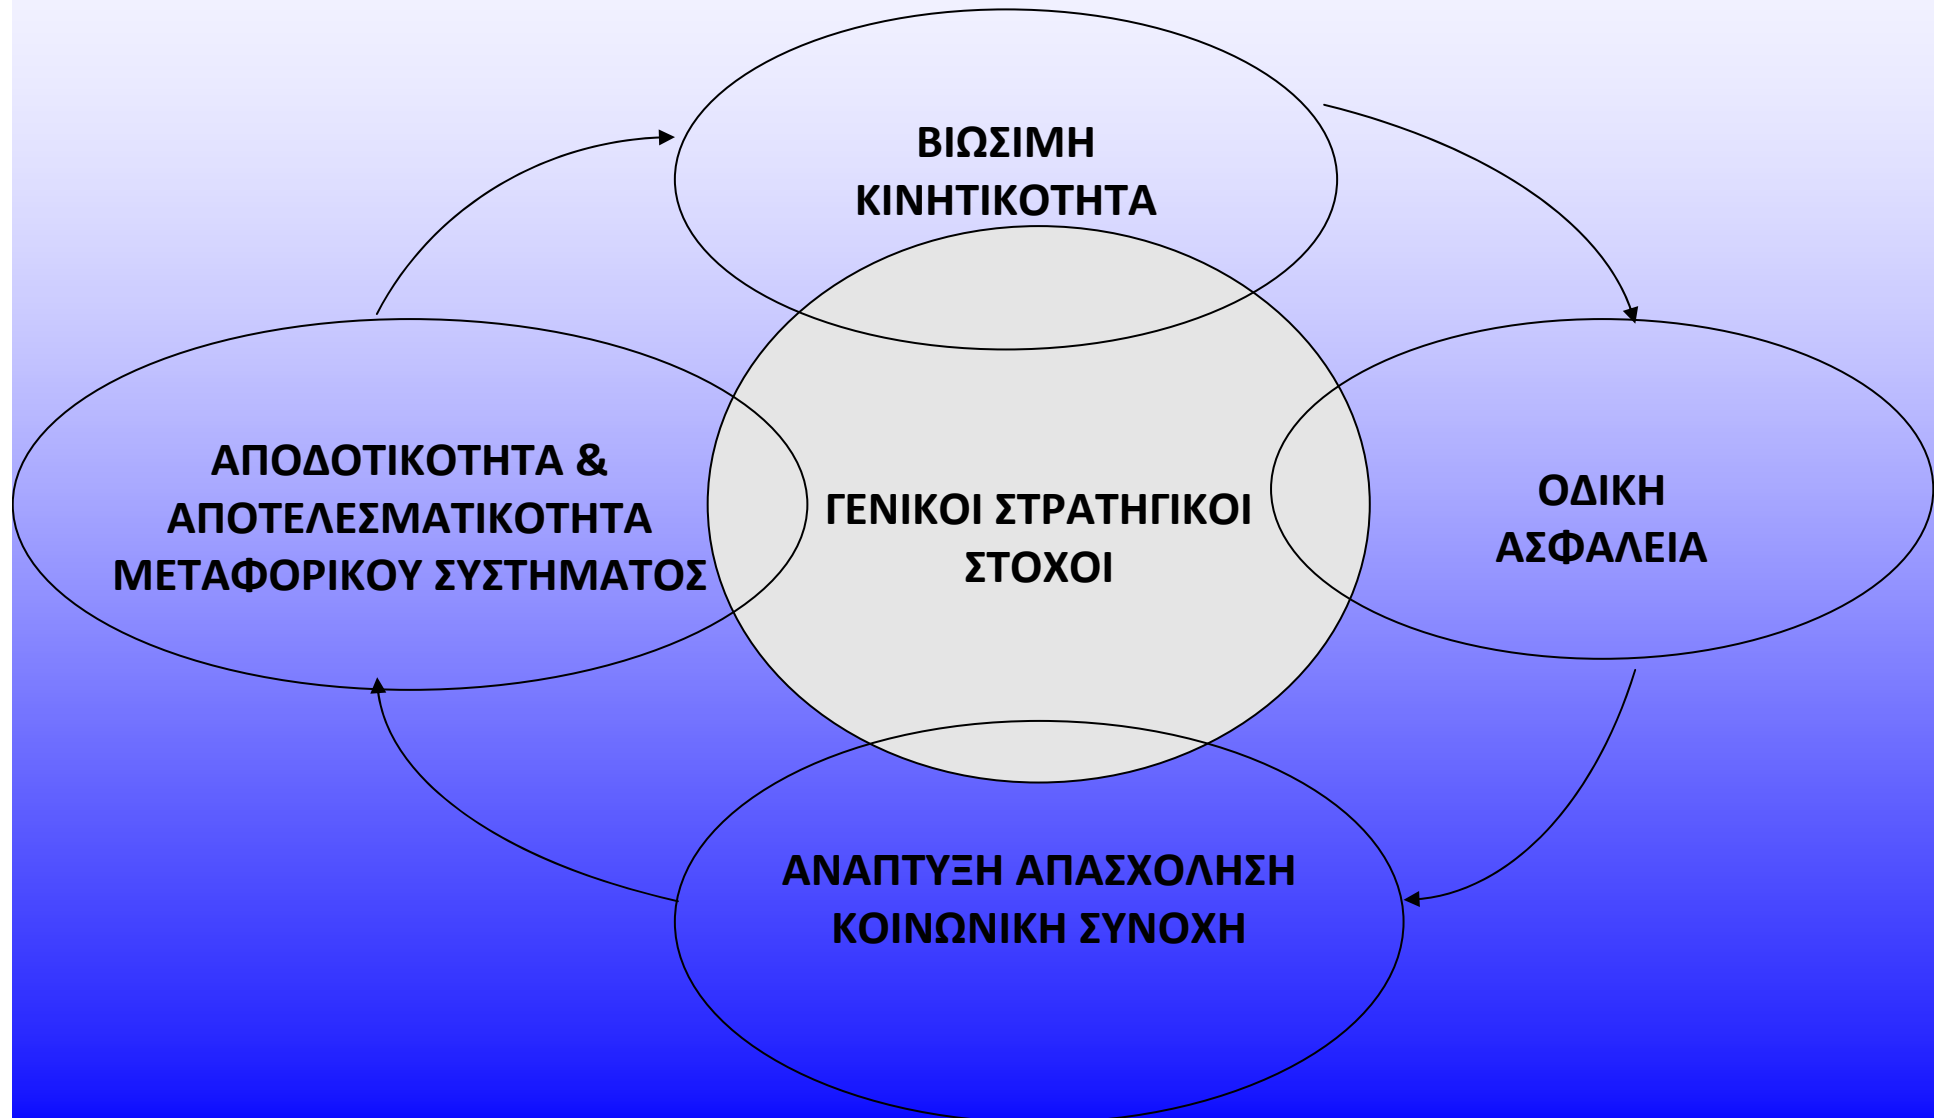 ΒΙΩΣΙΜΗ
ΚΙΝΗΤΙΚΟΤΗΤΑ
ΑΠΟΔΟΤΙΚΟΤΗΤΑ &
ΑΠΟΤΕΛΕΣΜΑΤΙΚΟΤΗΤΑ
ΜΕΤΑΦΟΡΙΚΟΥ ΣΥΣΤΗΜΑΤΟΣ
ΓΕΝΙΚΟΙ ΣΤΡΑΤΗΓΙΚΟΙ
ΣΤΟΧΟΙ
ΟΔΙΚΗ
ΑΣΦΑΛΕΙΑ
ΑΝΑΠΤΥΞΗ ΑΠΑΣΧΟΛΗΣΗ
ΚΟΙΝΩΝΙΚΗ ΣΥΝΟΧΗ